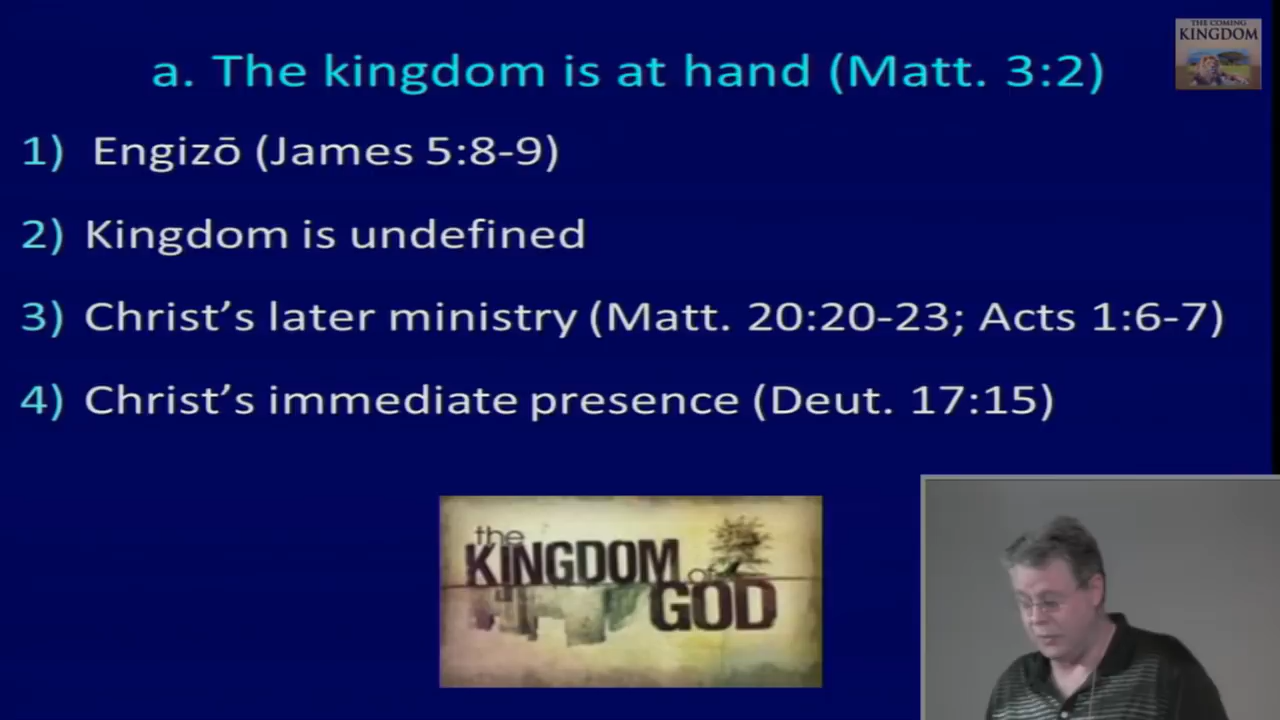 THE COMING
KINGDOM
a. The kingdom is at hand (Matt. 3:2)
1) Engizō (James 5:8-9)
2) Kingdom is undefined
3) Christ’s later ministry (Matt. 20:20-23; Acts 1:6-7)
4) Christ’s immediate presence (Deut. 17:15)
the
KINGDOM of
GOD